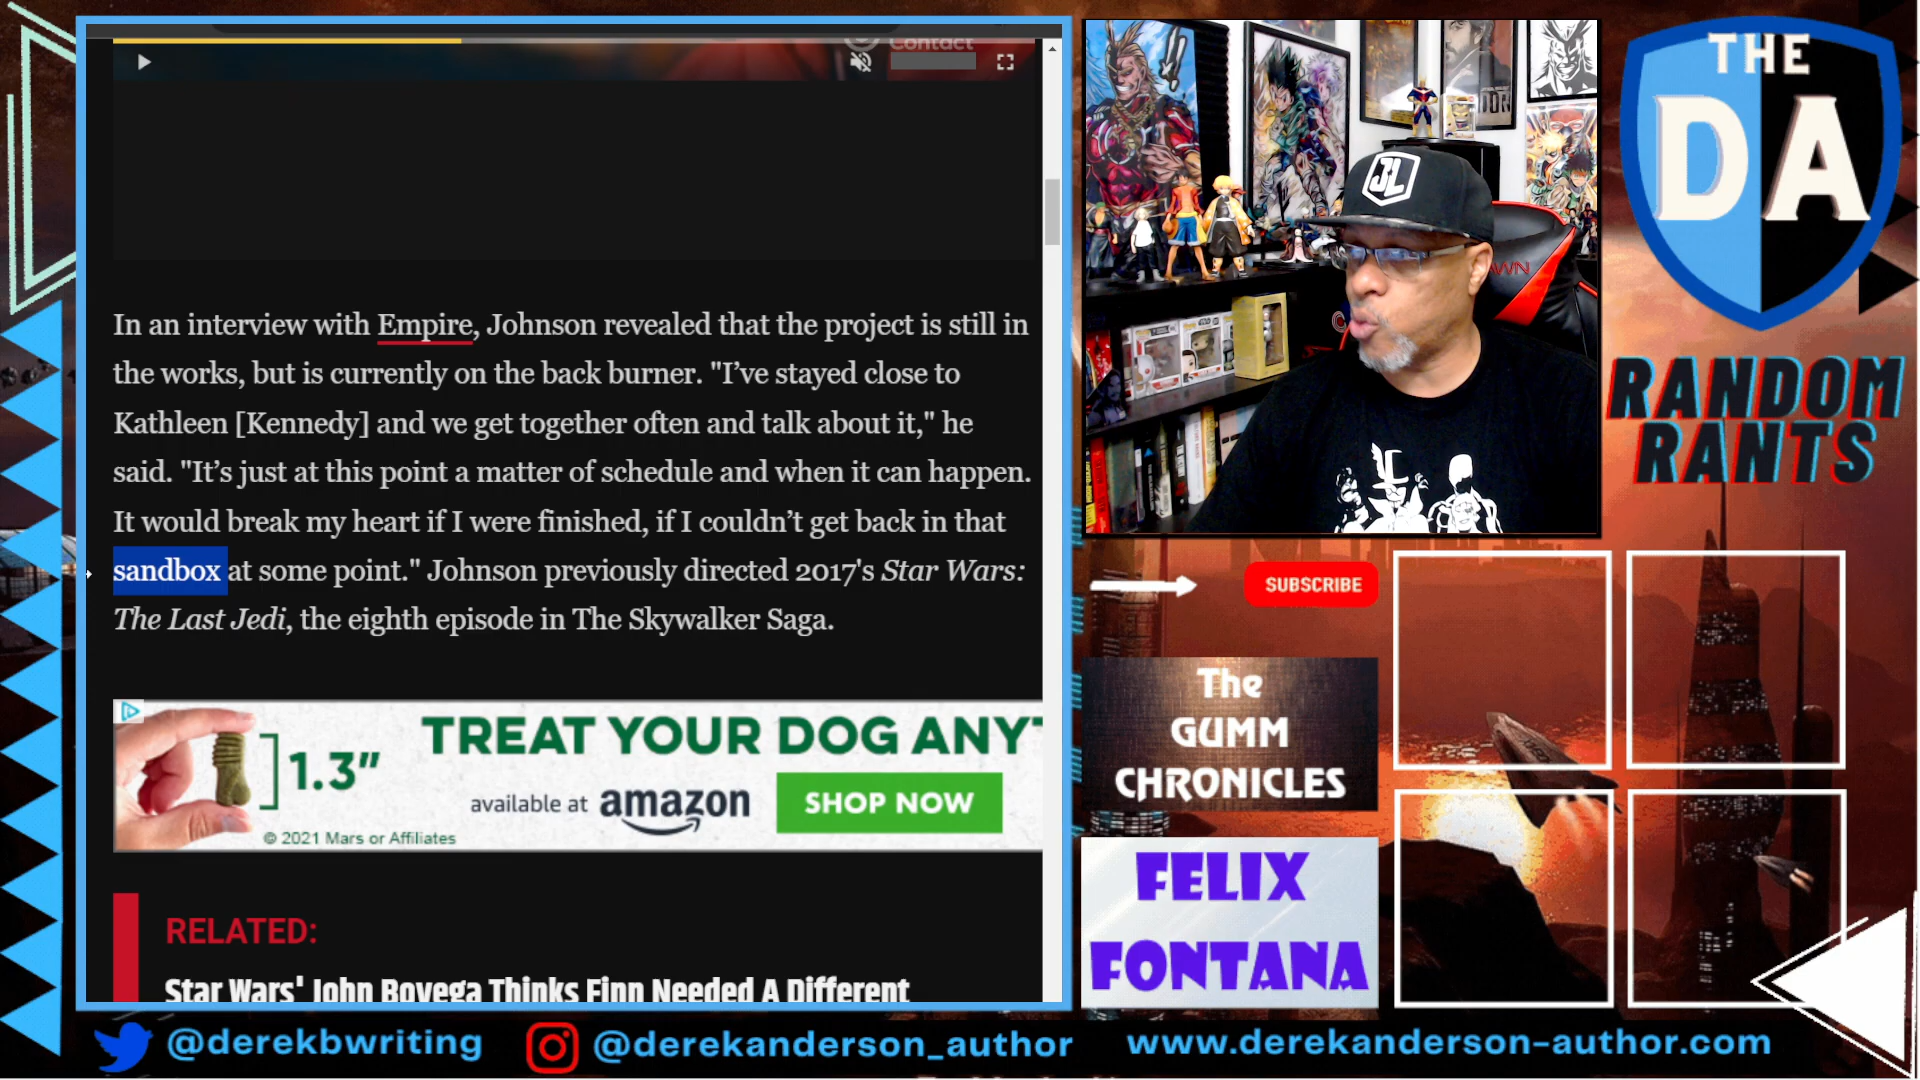 Contact
In an interview with Empire, Johnson revealed that the project is still in
the works, but is currently on the back burner. "I've stayed close to
Kathleen [Kennedy] and we get together often and talk about it," he
said. "It's just at this point a matter of schedule and when it can happen.
It would break my heart if I were finished, if I couldn't get back in that
sandbox at some point." Johnson previously directed 2017's Star Wars:
The Last Jedi, the eighth episode in The Skywalker Saga.
1.3"
TREAT YOUR DOG ANYT
available at amazon
SHOP NOW
© 2021 Mars or Affiliates
RELATED:
Star Wars' John Boyega Thinks Finn Needed A Different
JL
THE
DA
RANDOM
RANTS
SUBSCRIBE
The
GUMM
CHRONICLES
FELIX
FONTANA
@derekbwriting
@derekanderson_author
www.derekanderson-author.com